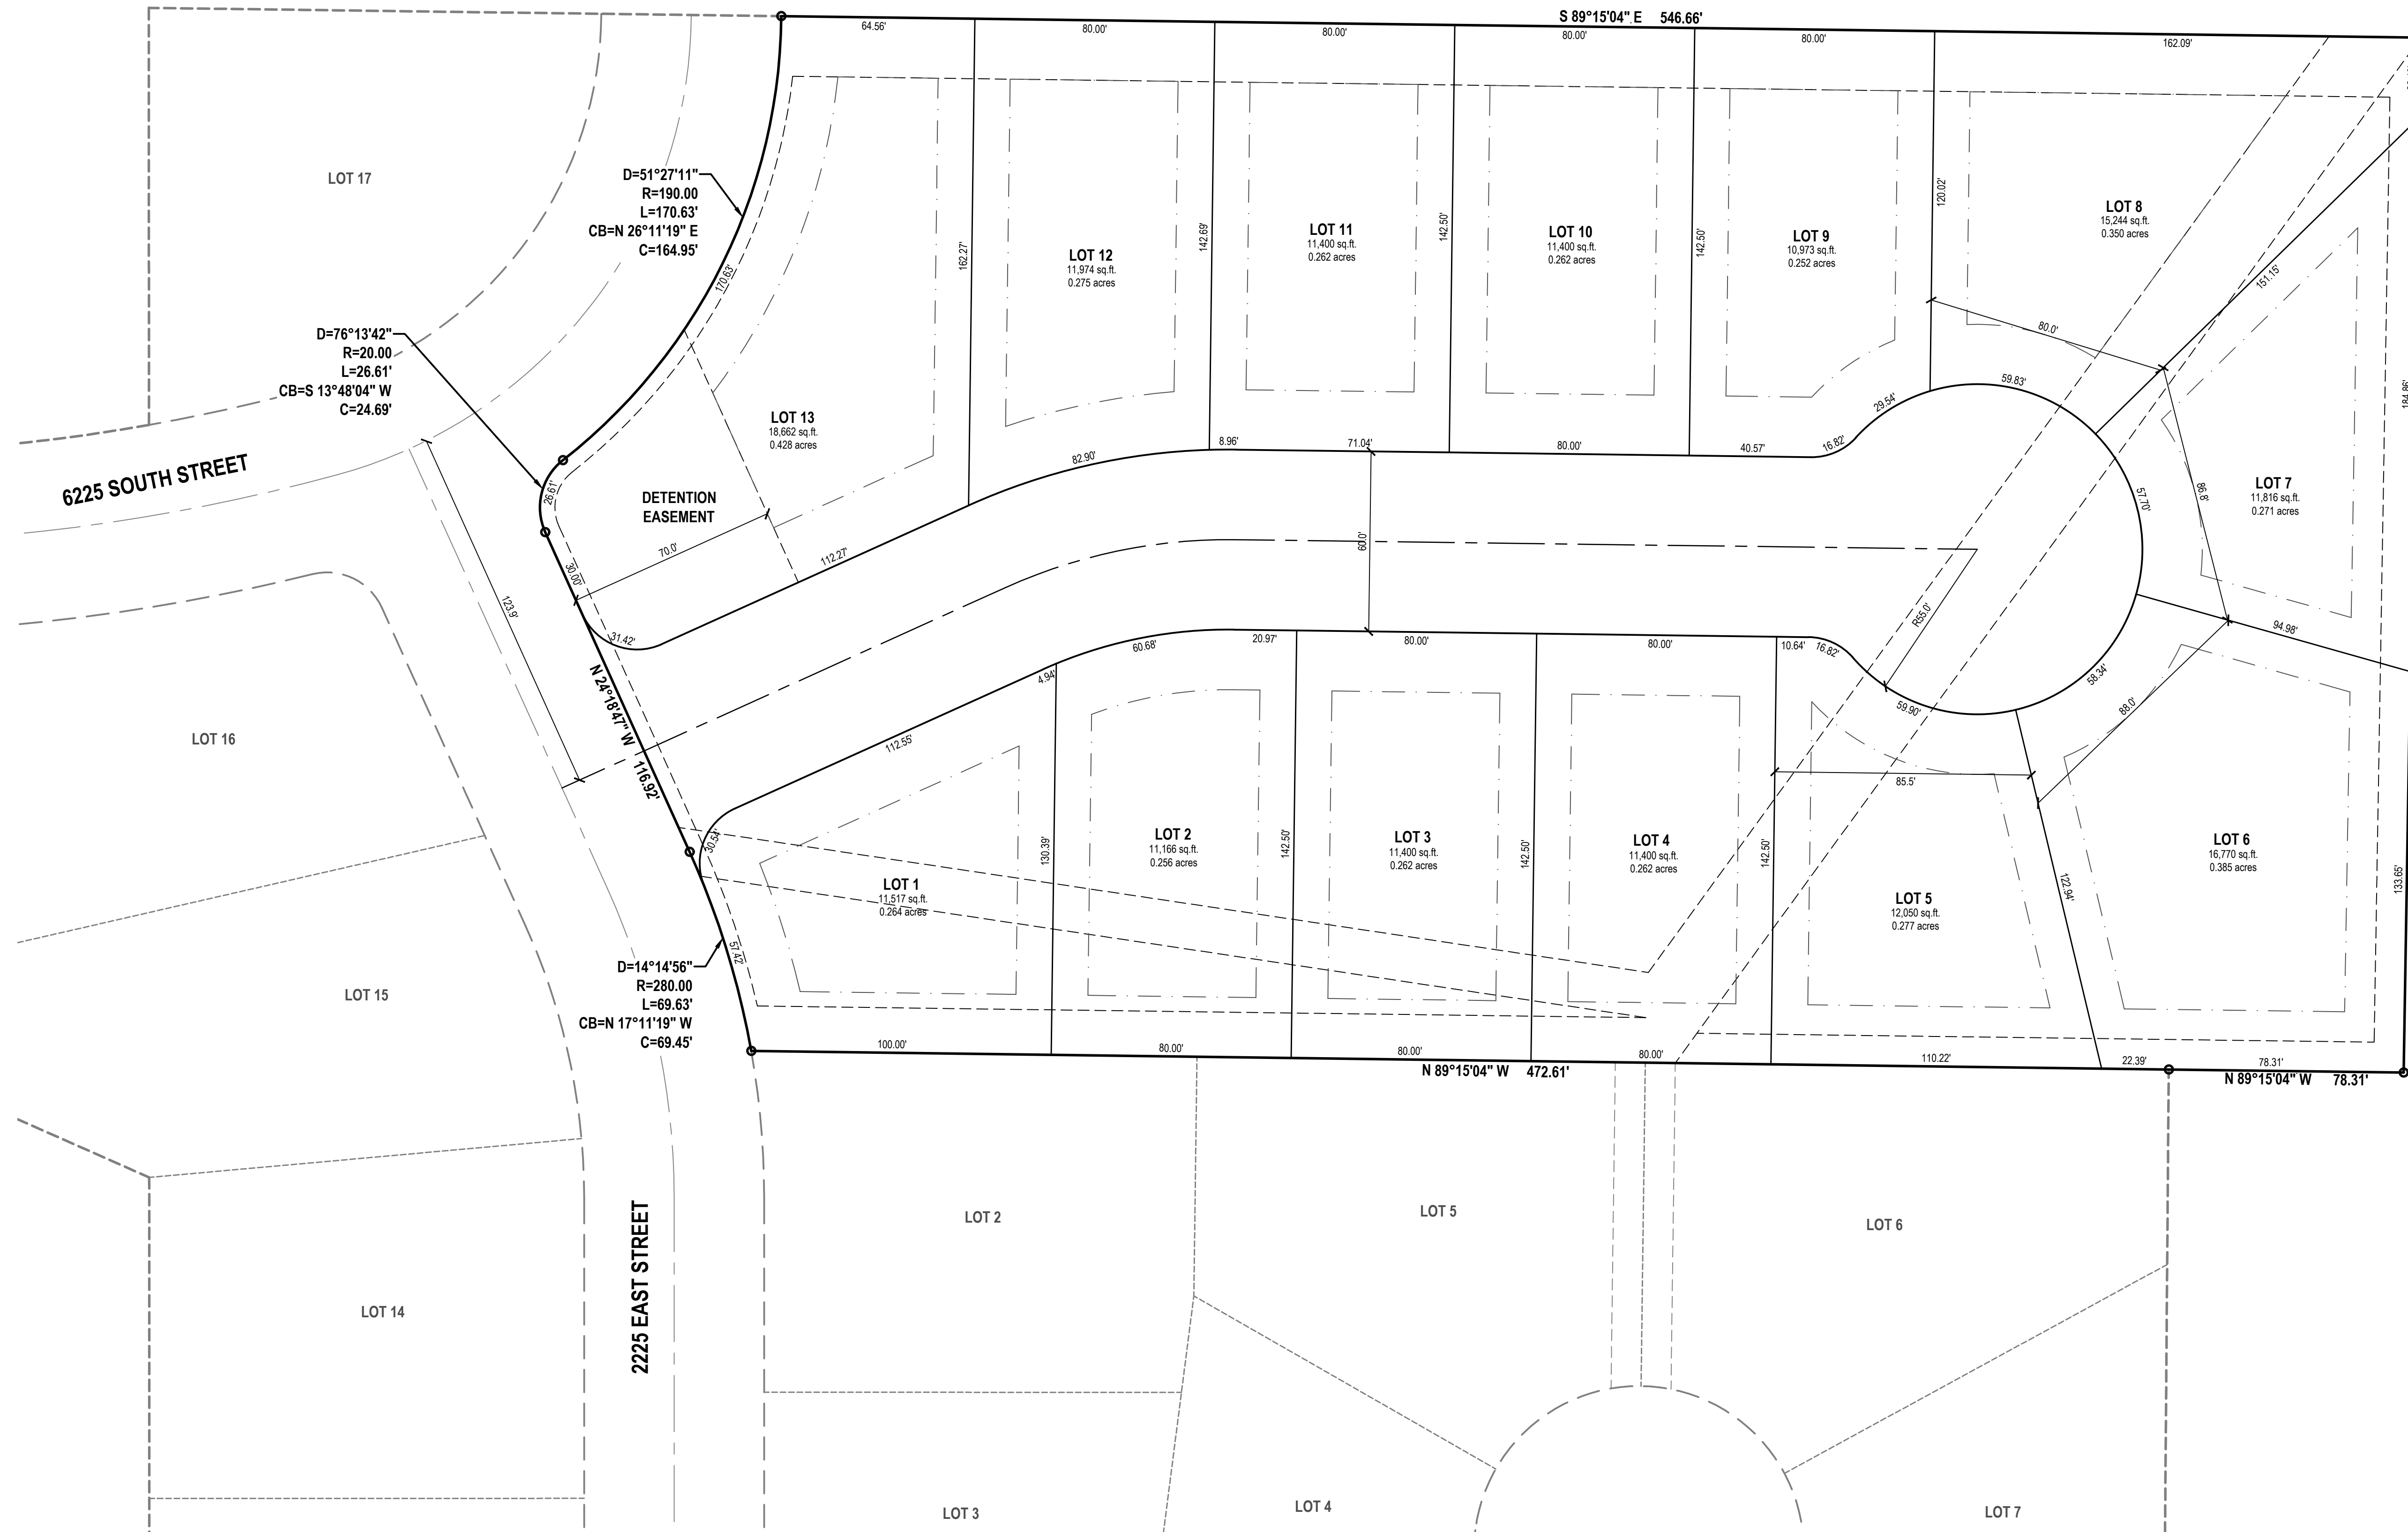 S 89°15'04" E 546.66'
64.56'
80.00'
80.00'
80.00'
80.00'
162.09'
LOT 17
D=51°27'11"
R=190.00
L=170.63'
CB=N 26°11'19" E
C=164.95'
170.63'
162.27'
142.69'
142.50'
142.50'
120.02'
LOT 12
11,974 sq.ft.
0.275 acres
LOT 11
11,400 sq.ft.
0.262 acres
LOT 10
11,400 sq.ft.
0.262 acres
LOT 9
10,973 sq.ft.
0.252 acres
LOT 8
15,244 sq.ft.
0.350 acres
151.15'
80.0'
D=76°13'42"
R=20.00
L=26.61'
CB=S 13°48'04" W
C=24.69'
LOT 13
18,662 sq.ft.
0.428 acres
59.83'
29.54'
16.82'
184.86'
8.96'
71.04'
80.00'
40.57'
82.90'
6225 SOUTH STREET
26.61'
DETENTION
EASEMENT
LOT 7
11,816 sq.ft.
0.271 acres
86.8'
57.70'
70.0'
112.27'
60.0'
30.00'
31.42'
123.9'
R55.0'
94.98'
20.97'
80.00'
80.00'
10.64'
16.82'
60.68'
4.94'
58.34'
59.90'
88.0'
N 24°18'47" W 116.92'
LOT 16
112.55'
85.5'
30.54'
130.39'
142.50'
142.50'
142.50'
122.94'
133.65'
LOT 1
11,517 sq.ft.
0.264 acres
LOT 2
11,166 sq.ft.
0.256 acres
LOT 3
11,400 sq.ft.
0.262 acres
LOT 4
11,400 sq.ft.
0.262 acres
LOT 5
12,050 sq.ft.
0.277 acres
LOT 6
16,770 sq.ft.
0.385 acres
57.42'
D=14°14'56"
R=280.00
L=69.63'
CB=N 17°11'19" W
C=69.45'
LOT 15
100.00'
80.00'
80.00'
80.00'
110.22'
22.39'
78.31'
N 89°15'04" W 472.61'
N 89°15'04" W 78.31'
LOT 2
LOT 5
LOT 6
LOT 14
2225 EAST STREET
LOT 3
LOT 4
LOT 7